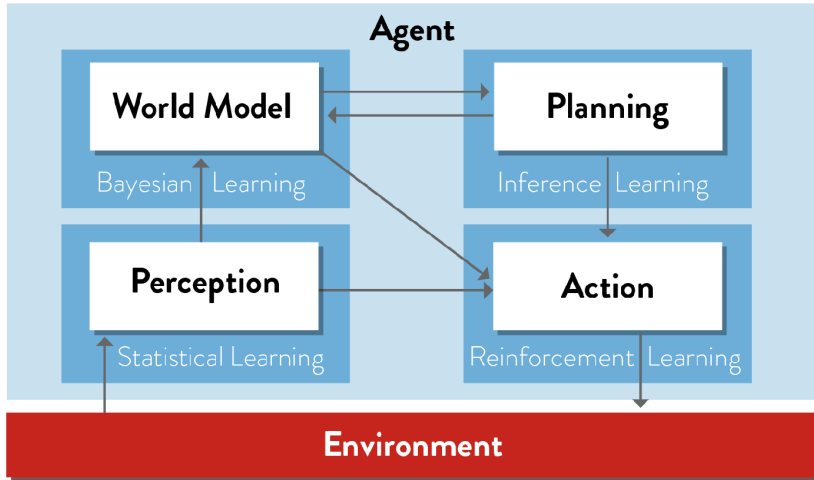 Agent
World Model
Planning
Bayesian Learning
Inference Learning
Perception
Action
Statistical Learning
Reinforcement Learning
Environment